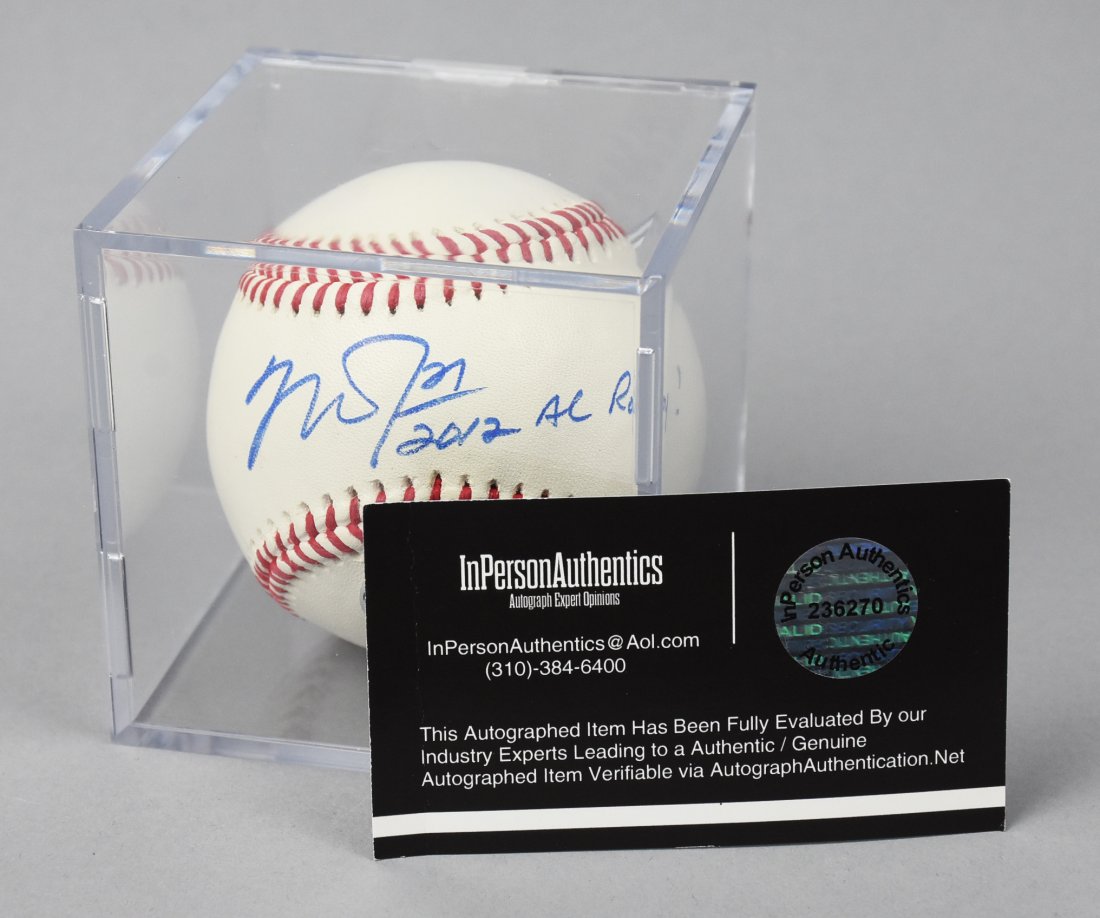 21
2012 AL
InPersonAuthentics
Autograph Expert Opinions
InPersonAuthentics@Aol.com
(310)-384-6400
InPerson Authentics
236270
Authentic
This Autographed Item Has Been Fully Evaluated By our
Industry Experts Leading to a Authentic / Genuine
Autographed Item Verifiable via AutographAuthentication.Net